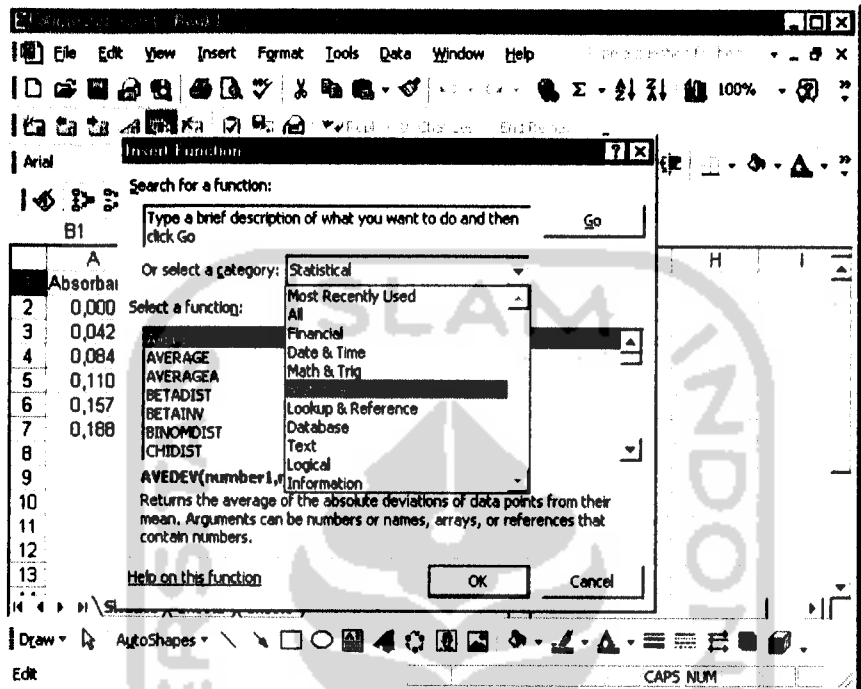 File Edit View Insert Format Tools Data Window Help
Σ 100%
Arial
Insert Function
Search for a function:
Type a brief description of what you want to do and then click Go
Go
B1
A H I
Absorban
Or select a category: Statistical
2 0,000
Select a function:
3 0,042
4 0,084
5 0,110
6 0,157
7 0,188
8
9
10
11
12
13
AVERAGE
AVERAGEA
BETADIST
BETAINV
BINOMDIST
CHIDIST
Most Recently Used
All
Financial
Date & Time
Math & Trig
Lookup & Reference
Database
Text
Logical
Information
AVEDEV(number1,
Returns the average of the absolute deviations of data points from their
mean. Arguments can be numbers or names, arrays, or references that
contain numbers.
Help on this function
OK
Cancel
Draw AutoShapes
Edit
CAPS NUM
ISLAM
INDON